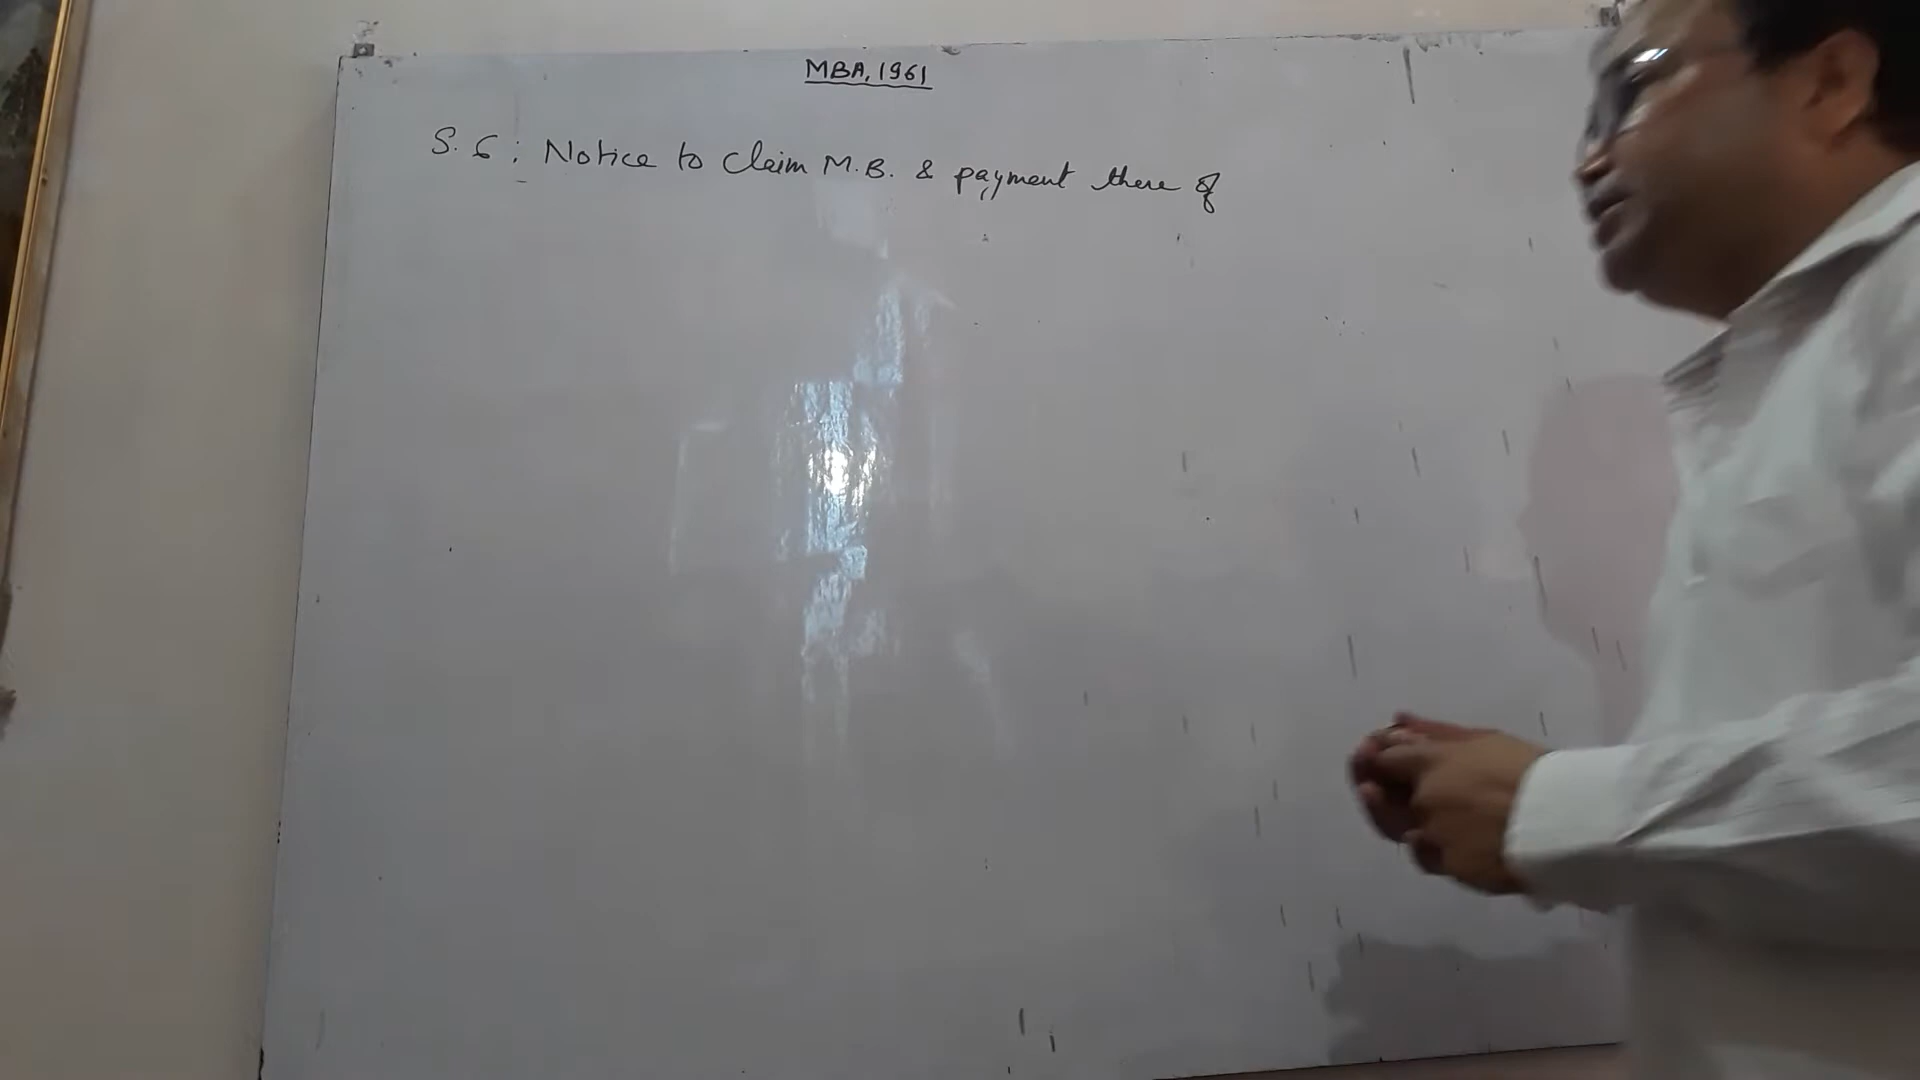 MBA, 1961
S. 6 : Notice to Claim M.B. & payment there of